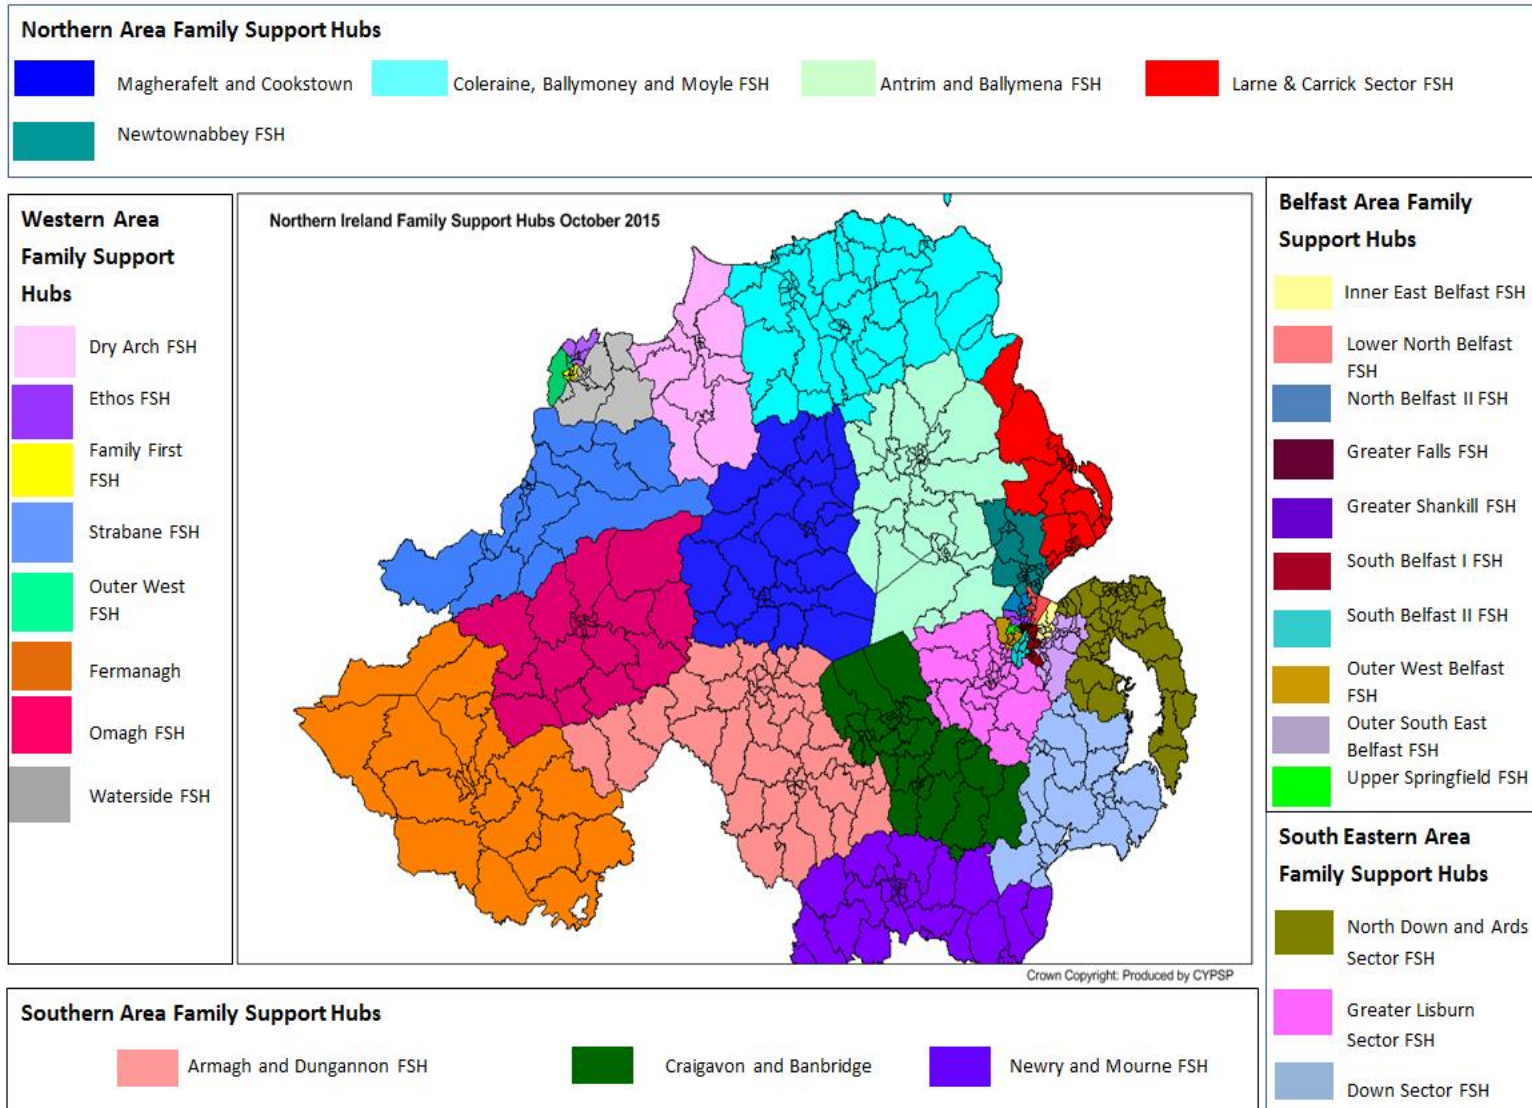 Northern Area Family Support Hubs
Magherafelt and Cookstown
Coleraine, Ballymoney and Moyle FSH
Antrim and Ballymena FSH
Larne & Carrick Sector FSH
Newtownabbey FSH
Western Area
Family Support
Hubs
Dry Arch FSH
Ethos FSH
Family First
FSH
Strabane FSH
Outer West
FSH
Fermanagh
Omagh FSH
Waterside FSH
Northern Ireland Family Support Hubs October 2015
Crown Copyright: Produced by CYPSP
Belfast Area Family
Support Hubs
Inner East Belfast FSH
Lower North Belfast
FSH
North Belfast II FSH
Greater Falls FSH
Greater Shankill FSH
South Belfast I FSH
South Belfast II FSH
Outer West Belfast
FSH
Outer South East
Belfast FSH
Upper Springfield FSH
South Eastern Area
Family Support Hubs
North Down and Ards
Sector FSH
Greater Lisburn
Sector FSH
Down Sector FSH
Southern Area Family Support Hubs
Armagh and Dungannon FSH
Craigavon and Banbridge
Newry and Mourne FSH